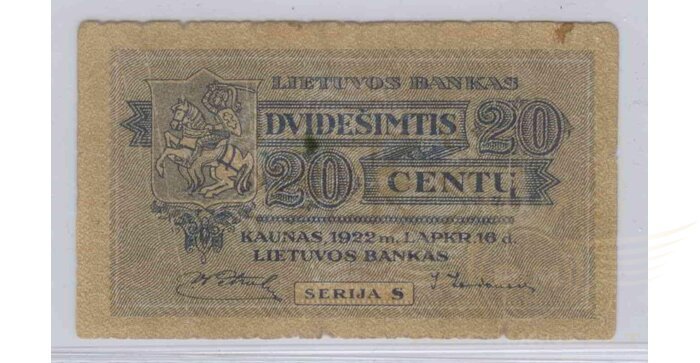 LIETUVOS BANKAS
DVIDEŠIMTIS 20
20 CENTŲ
KAUNAS, 1922 m. LAPKR. 16 d.
LIETUVOS BANKAS
SERIJA S